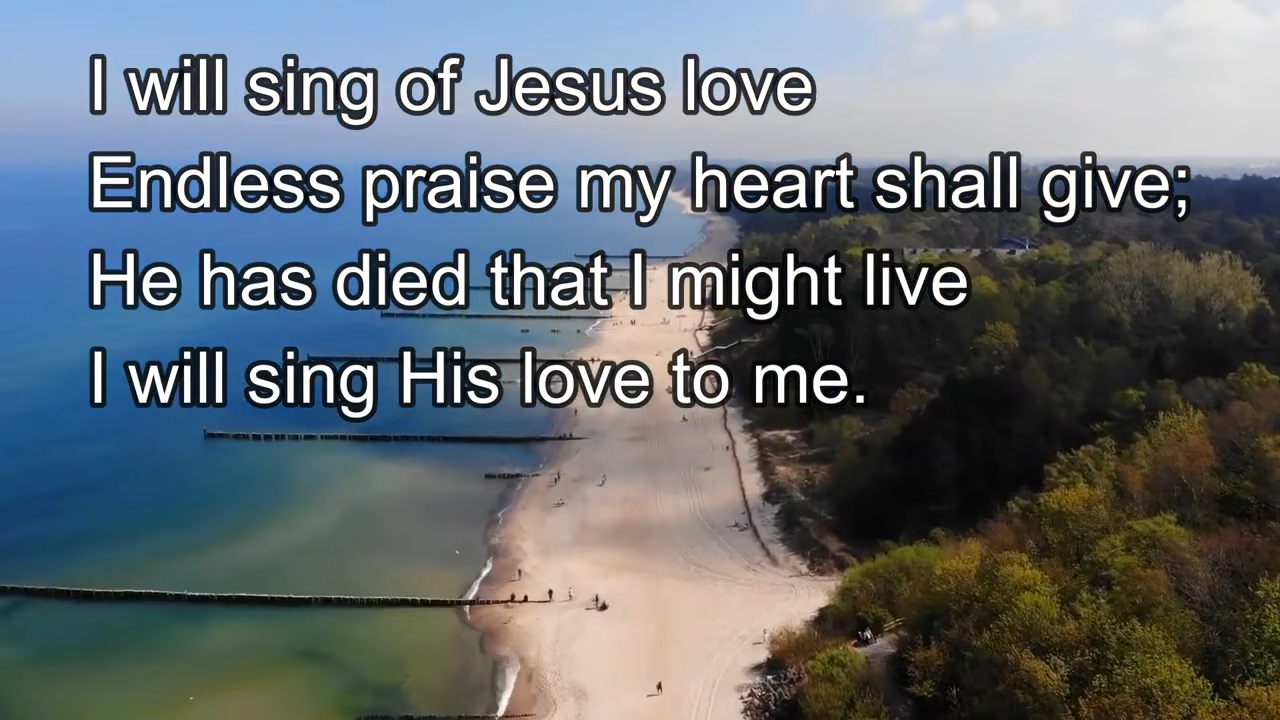 I will sing of Jesus love
Endless praise my heart shall give;
He has died that I might live
I will sing His love to me.